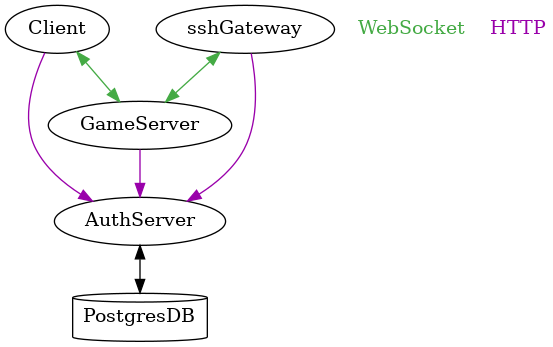 Client
sshGateway
WebSocket
HTTP
GameServer
AuthServer
PostgresDB